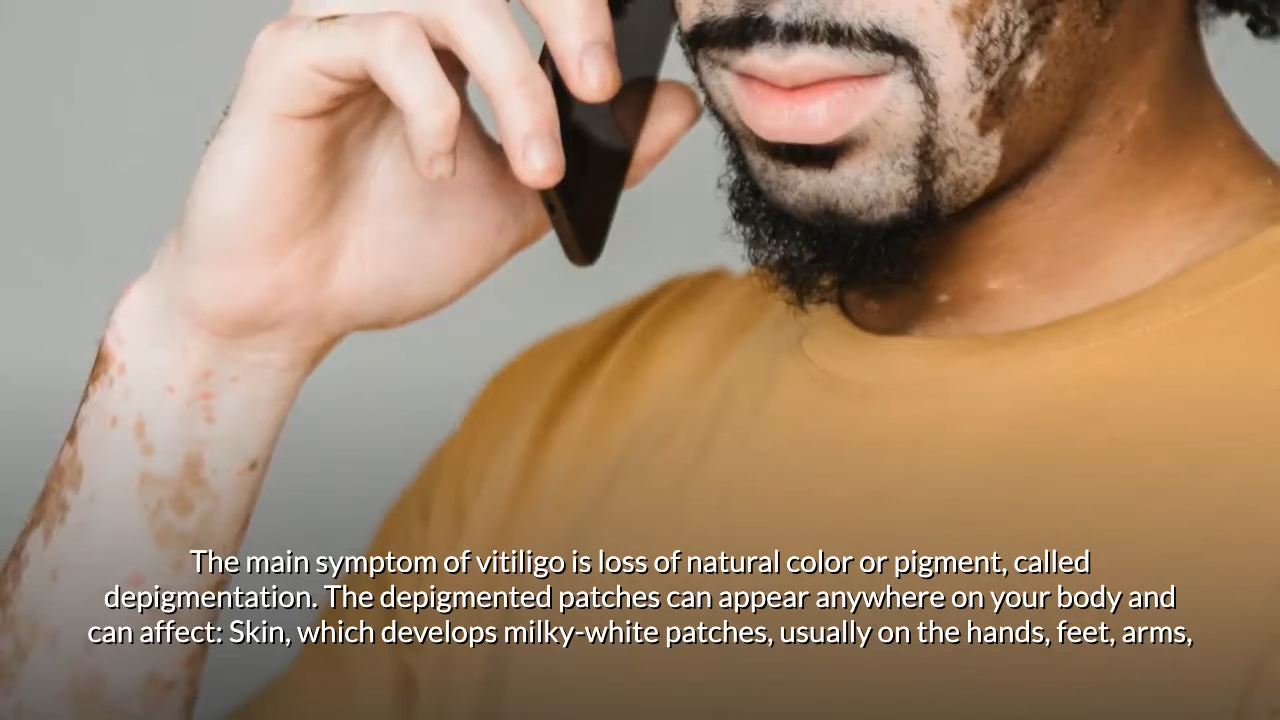 The main symptom of vitiligo is loss of natural color or pigment, called
depigmentation. The depigmented patches can appear anywhere on your body and
can affect: Skin, which develops milky-white patches, usually on the hands, feet, arms,